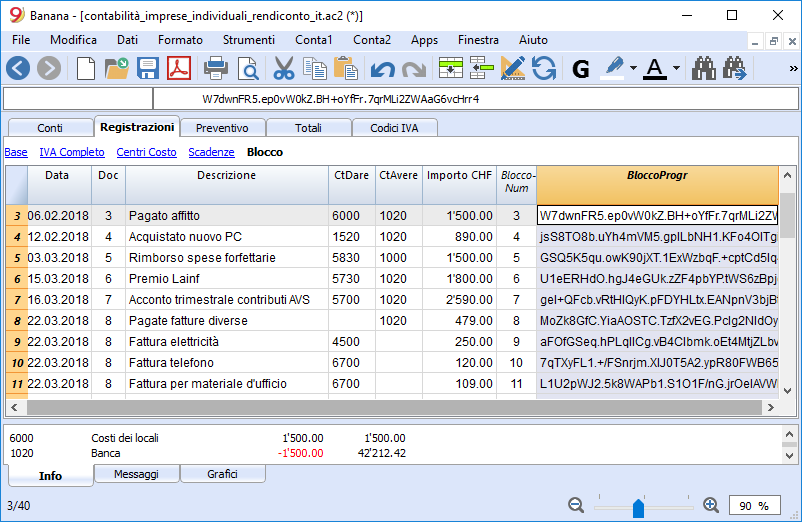 Banana - [contabilità_imprese_individuali_rendiconto_it.ac2 (*)]
File Modifica Dati Formato Strumenti Conta1 Conta2 Apps Finestra Aiuto
G A »
W7dwnFR5.ep0vW0kZ.BH+oYfFr.7qrMLi2ZWAaG6vcHrr4
Conti Registrazioni Preventivo Totali Codici IVA
Base IVA Completo Centri Costo Scadenze Blocco
Data Doc Descrizione CtDare CtAvere Importo CHF Blocco-Num BloccoProgr
3 06.02.2018 3 Pagato affitto 6000 1020 1'500.00 3 W7dwnFR5.ep0vW0kZ.BH+oYfFr.7qrMLi2ZW
4 12.02.2018 4 Acquistato nuovo PC 1520 1020 890.00 4 jsS8TO8b.uYh4mVM5.gpILbNH1.KFo4OITg
5 03.03.2018 5 Rimborso spese forfettarie 5830 1000 1'500.00 5 GSQ5K5qu.owK90jXT.1ExWzbqF.+cptCd5Iq
6 15.03.2018 6 Premio Lainf 5730 1020 1'800.00 6 U1eERHdO.hgJ4eGUk.zZF4pbYP.tWS6zBpj
7 16.03.2018 7 Acconto trimestrale contributi AVS 5700 1020 2'590.00 7 geI+QFcb.vRtHIQyK.pFDYHLtx.EANpnV3bjB
8 22.03.2018 8 Pagate fatture diverse 1020 479.00 8 MoZk8GfC.YiaAOSTC.TzfX2vEG.PcIg2NIdOy
9 22.03.2018 8 Fattura elettricità 4500 250.00 9 aFOfGSeq.hPLqIICg.vB4CIbmk.oEt4MtjZLbv
10 22.03.2018 8 Fattura telefono 6700 120.00 10 7qTXyFL1.+/FSnrjm.XIJ0T5A2.ypR80FWB65
11 22.03.2018 8 Fattura per materiale d'ufficio 6700 109.00 11 L1U2pWJ2.5k8WAPb1.S1O1F/nG.jrOeIAVW
6000 Costi dei locali 1'500.00 1'500.00
1020 Banca -1'500.00 42'212.42
Info Messaggi Grafici
3/40 90 %